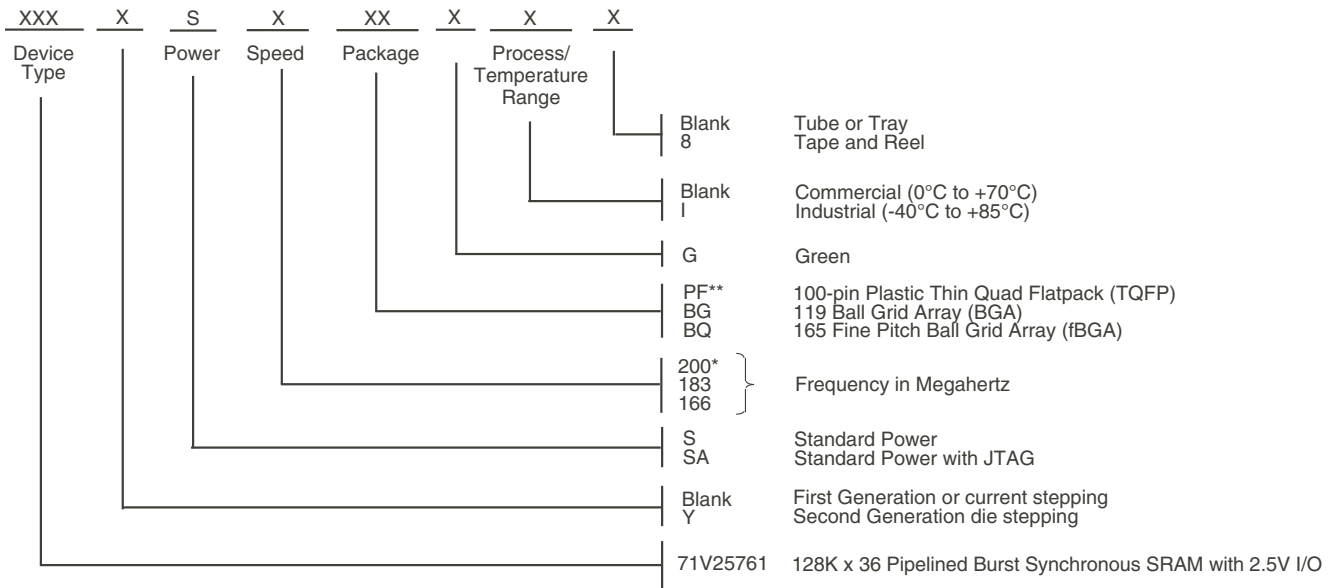 XXX X S X XX X X X
Device Type
Power
Speed
Package
Process/
Temperature
Range
Blank Tube or Tray
8 Tape and Reel
Blank Commercial (0°C to +70°C)
I Industrial (-40°C to +85°C)
G Green
PF** 100-pin Plastic Thin Quad Flatpack (TQFP)
BG 119 Ball Grid Array (BGA)
BQ 165 Fine Pitch Ball Grid Array (fBGA)
200*
183 Frequency in Megahertz
166
S Standard Power
SA Standard Power with JTAG
Blank First Generation or current stepping
Y Second Generation die stepping
71V25761 128K x 36 Pipelined Burst Synchronous SRAM with 2.5V I/O